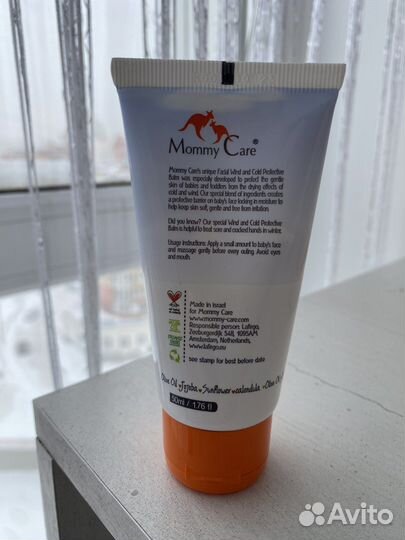 Mommy Care®
Mommy Care's unique Facial Wind and Cold Protective
Balm was especially developed to protect the gentle
skin of babies and toddlers from the drying effects of
cold and wind. Our special blend of ingredients creates
a protective barrier on baby's face locking in moisture to
help keep skin soft, gentle and free from irritation.
Did you know? Our special Wind and Cold Protective
Balm is helpful to treat sore and cracked hands in winter.
Usage instructions: Apply a small amount to baby's face
and massage gently before every outing. Avoid eyes
and mouth.
Made in Israel
for Mommy Care
www.mommy-care.com
Responsible person: Lafingo,
Zeeburgerdijk 548, 1095AM
Amsterdam, Netherlands,
www.lafingo.eu
see stamp for best before date
Olive Oil Jojoba Sunflower calendula Olive Oil
50ml / 1.76 fl
Avito